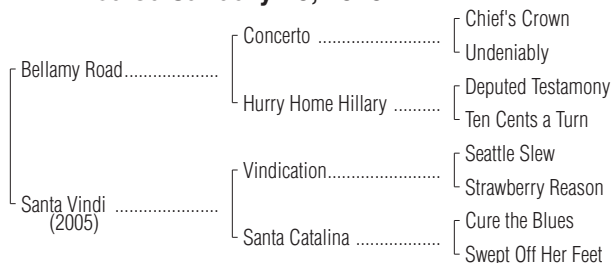 Chief's Crown
Concerto ........................
Undeniably
Bellamy Road...................
Deputed Testamony
Hurry Home Hillary ..........
Ten Cents a Turn
Seattle Slew
Vindication.......................
Strawberry Reason
Santa Vindi .....................
(2005)
Cure the Blues
Santa Catalina .................
Swept Off Her Feet